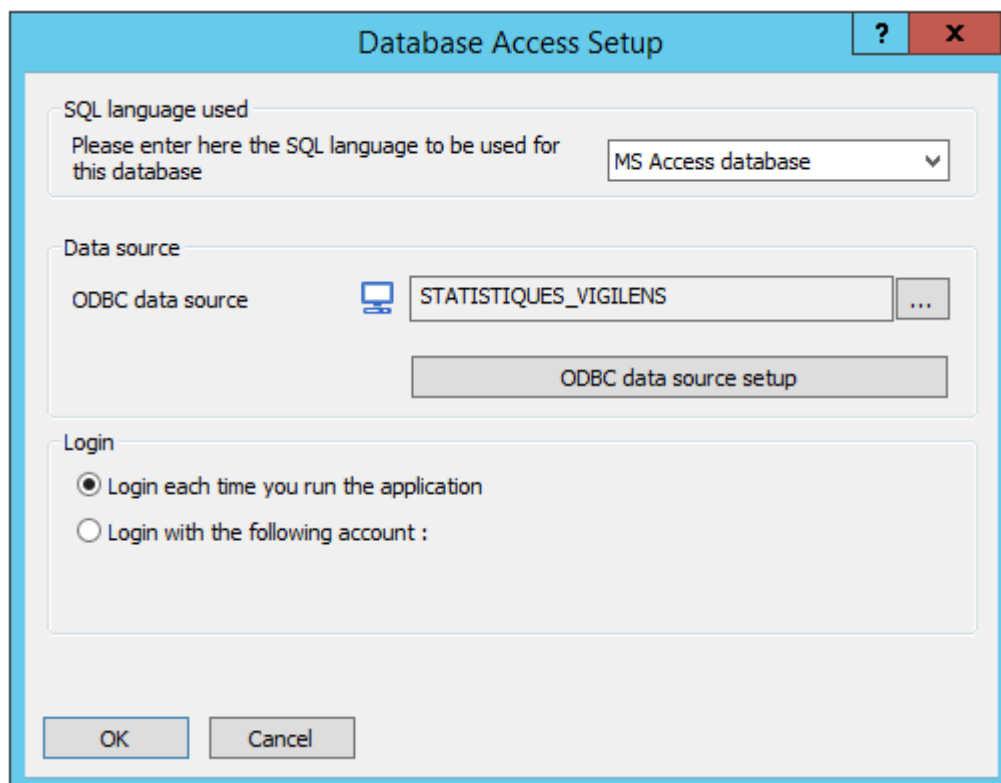 Database Access Setup
?
x
SQL language used
Please enter here the SQL language to be used for
this database
MS Access database
Data source
ODBC data source
STATISTIQUES_VIGILENS
...
ODBC data source setup
Login
Login each time you run the application
Login with the following account :
OK
Cancel